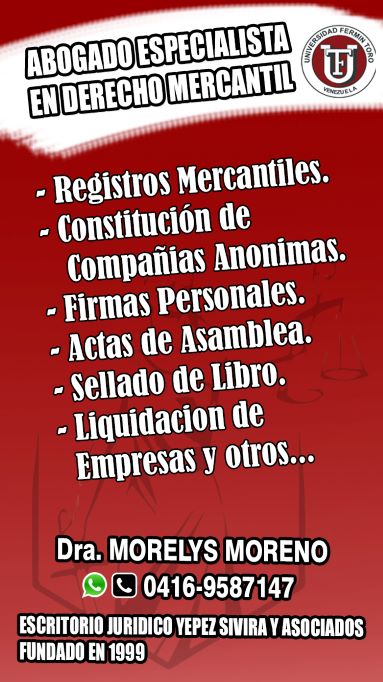 ABOGADO ESPECIALISTA
EN DERECHO MERCANTIL
UNIVERSIDAD FERMIN TORO
UFT
VENEZUELA
- Registros Mercantiles.
- Constitución de
Compañias Anonimas.
- Firmas Personales.
- Actas de Asamblea.
- Sellado de Libro.
- Liquidacion de
Empresas y otros...
Dra. MORELYS MORENO
0416-9587147
ESCRITORIO JURIDICO YEPEZ SIVIRA Y ASOCIADOS
FUNDADO EN 1999